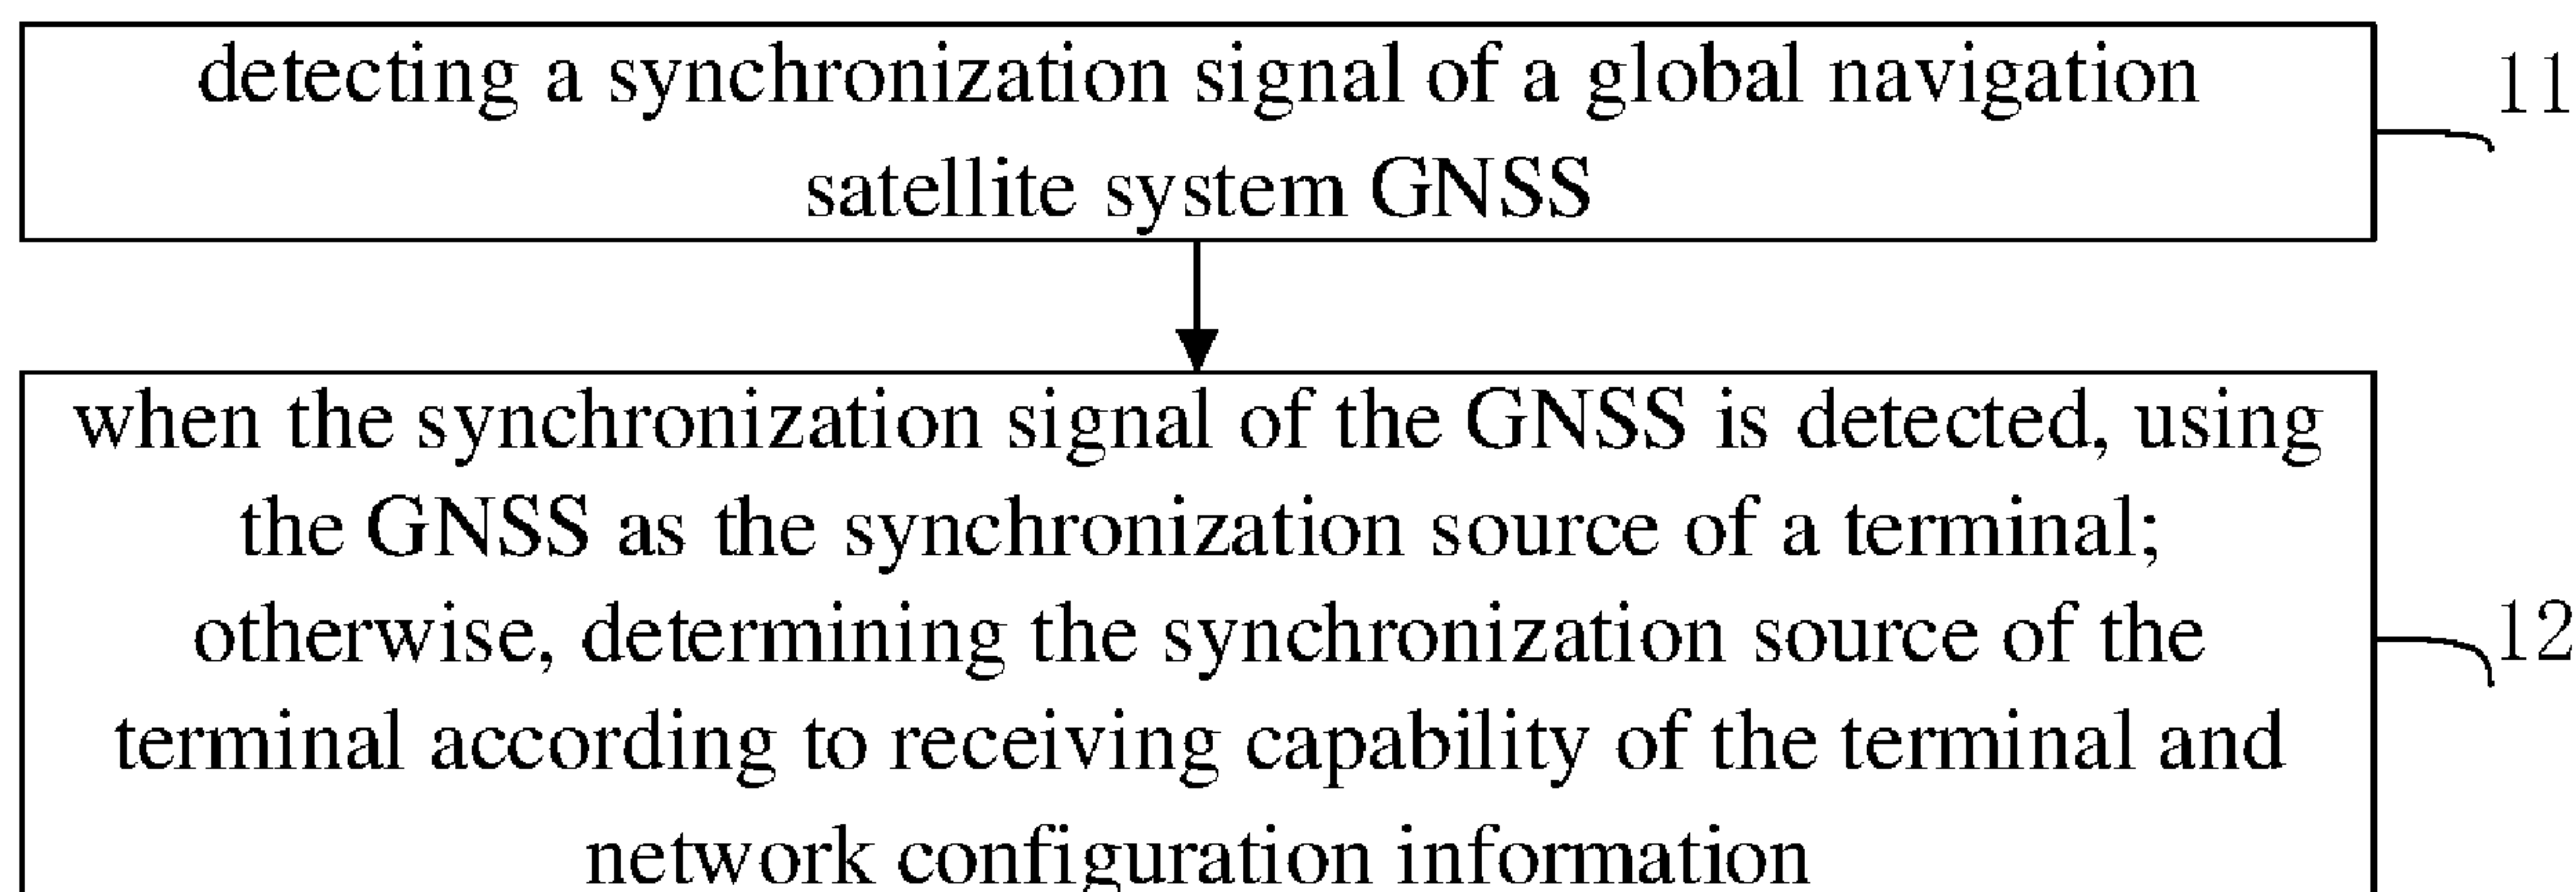 detecting a synchronization signal of a global navigation
satellite system GNSS
11
when the synchronization signal of the GNSS is detected, using
the GNSS as the synchronization source of a terminal;
otherwise, determining the synchronization source of the
terminal according to receiving capability of the terminal and
network configuration information
12